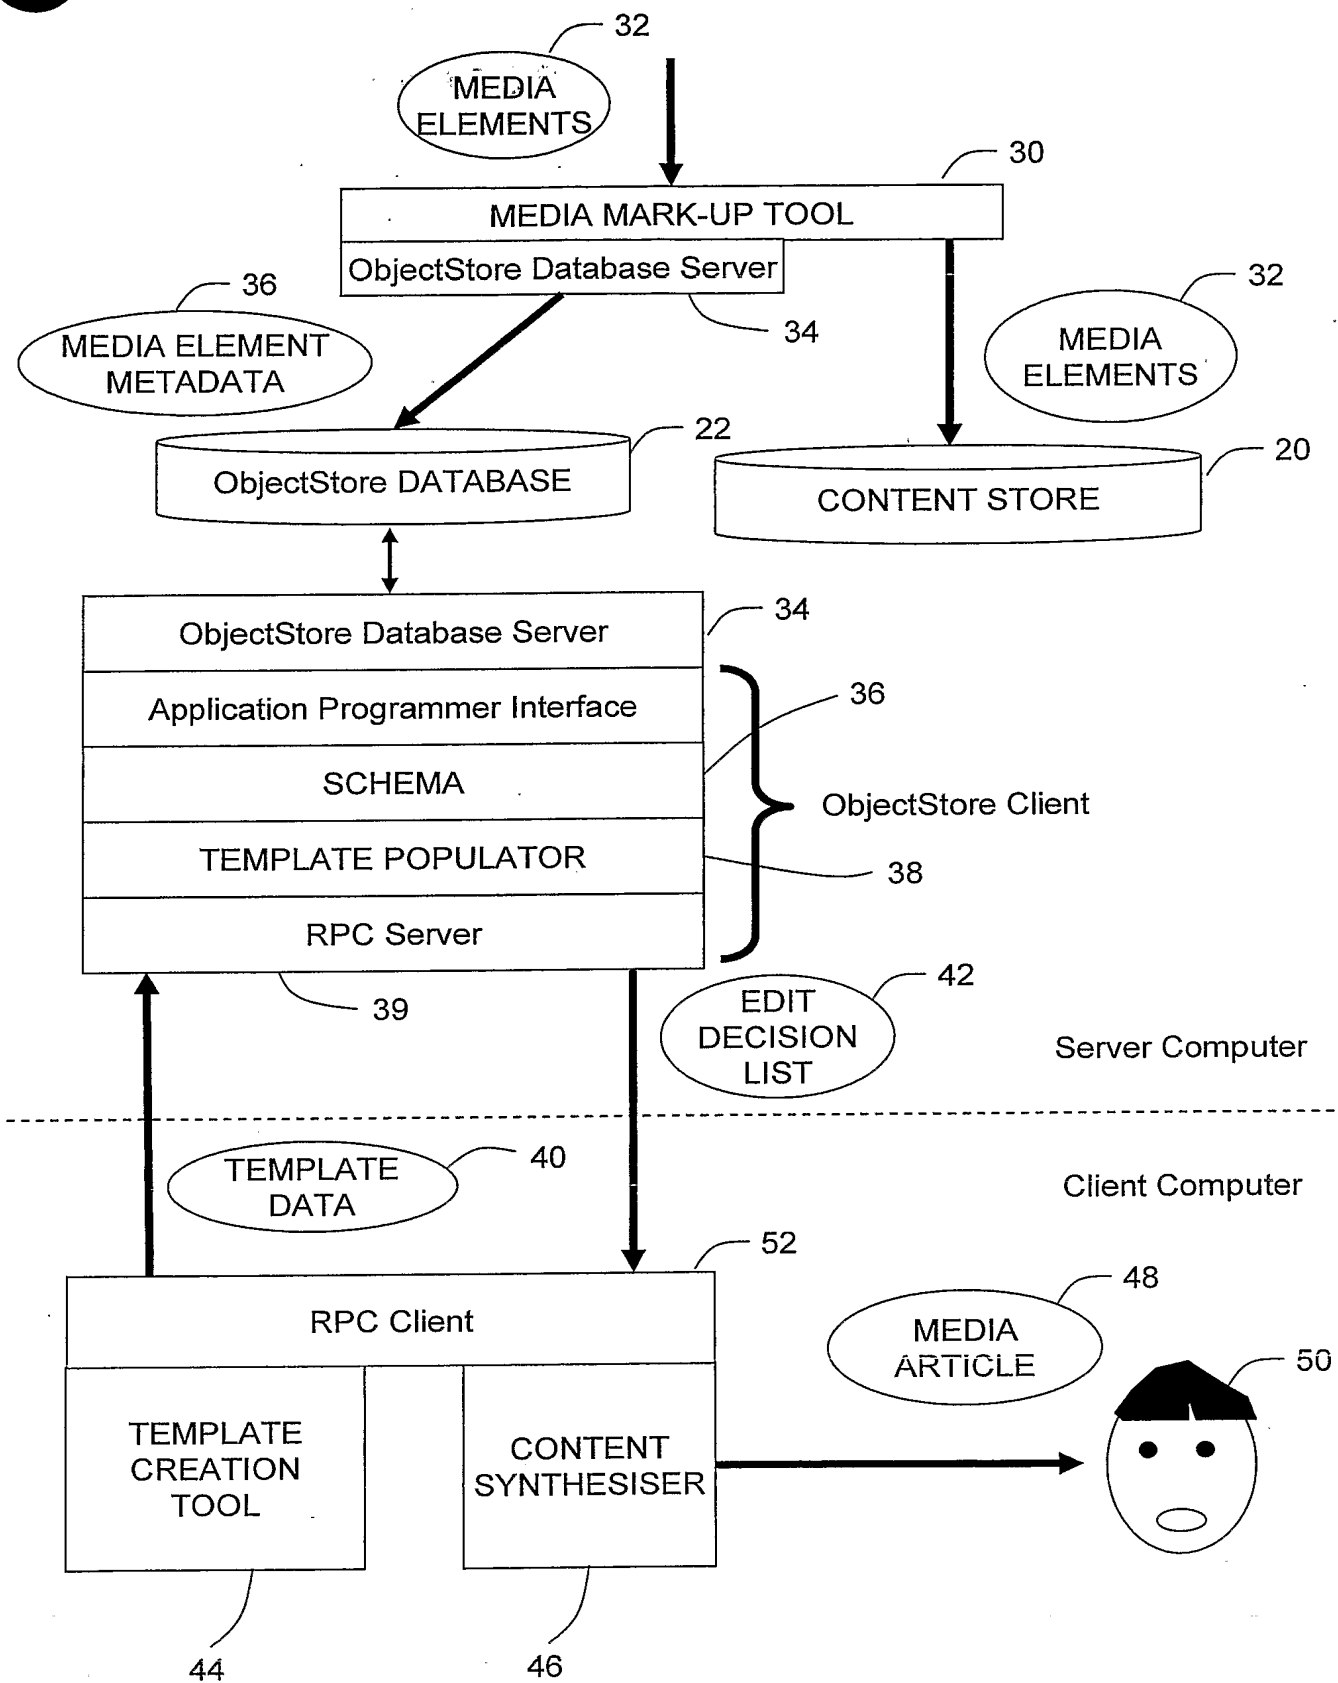 32
MEDIA
ELEMENTS
30
MEDIA MARK-UP TOOL
ObjectStore Database Server
36
34
32
MEDIA ELEMENT
METADATA
MEDIA
ELEMENTS
22
20
ObjectStore DATABASE
CONTENT STORE
ObjectStore Database Server
34
Application Programmer Interface
36
SCHEMA
ObjectStore Client
TEMPLATE POPULATOR
38
RPC Server
39
42
EDIT
DECISION
LIST
Server Computer
40
TEMPLATE
DATA
Client Computer
52
RPC Client
48
MEDIA
ARTICLE
50
TEMPLATE
CREATION
TOOL
CONTENT
SYNTHESISER
44
46